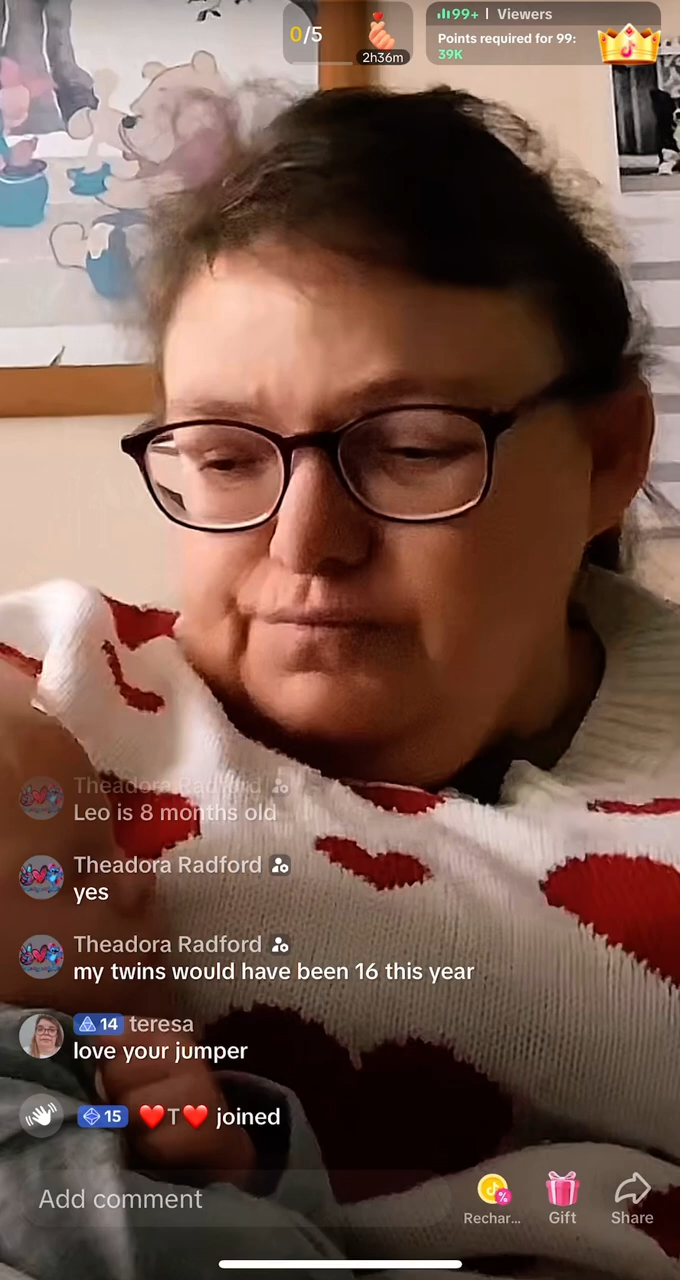 0/5
2h36m
99+ | Viewers
Points required for 99:
39K
Theadora Radford
Leo is 8 months old
Theadora Radford
yes
Theadora Radford
my twins would have been 16 this year
14 teresa
love your jumper
15 ❤️T❤️ joined
Add comment
Rechar...
Gift
Share